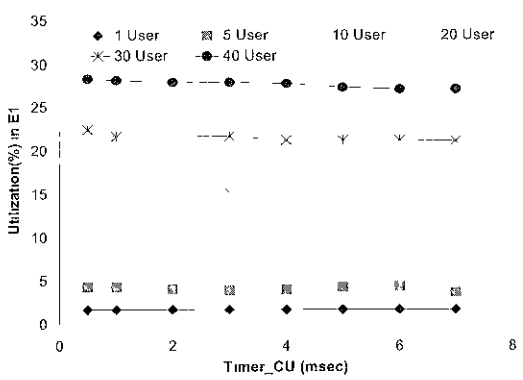 35
1 User 5 User 10 User 20 User
30 User 40 User
30
25
20
15
10
5
0
Utilization(%) in E1
0 2 4 6 8
Timer_CU (msec)